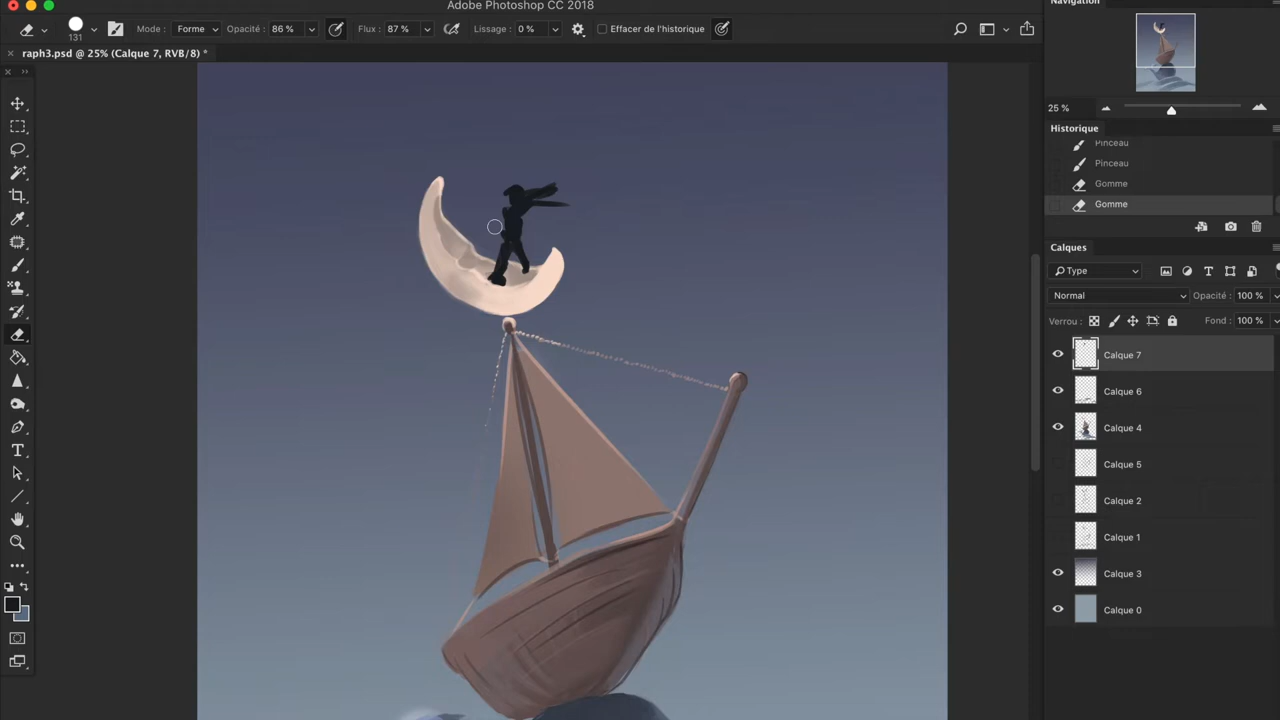 Adobe Photoshop CC 2018
131
Mode : Forme
Opacité : 86 %
Flux : 87 %
Lissage : 0 %
Effacer de l'historique
× raph3.psd @ 25% (Calque 7, RVB/8) *
Navigation
25 %
Historique
Pinceau
Pinceau
Gomme
Gomme
Calques
Type
Normal
Opacité : 100 %
Verrou :
Fond : 100 %
Calque 7
Calque 6
Calque 4
Calque 5
Calque 2
Calque 1
Calque 3
Calque 0